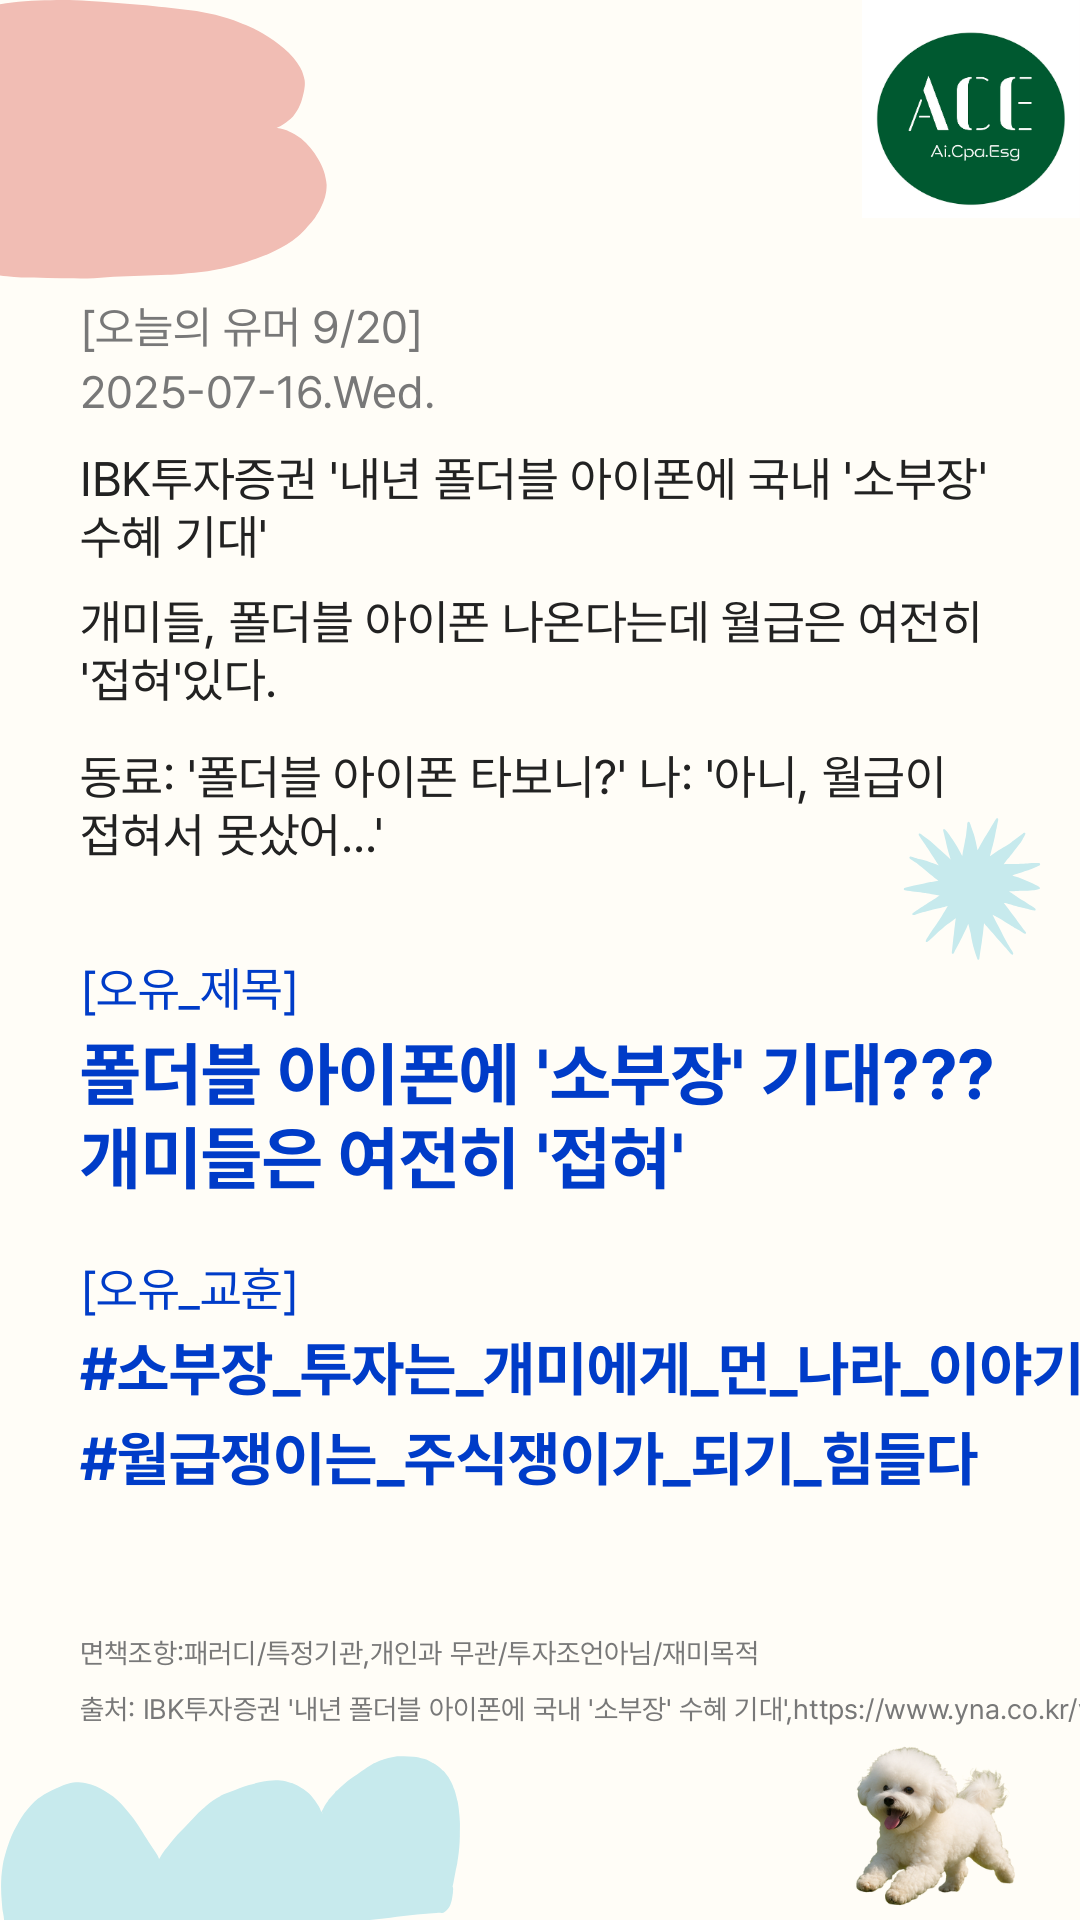 ACE
Ai.Cpa.Esg
[오늘의 유머 9/20]
2025-07-16.Wed.
IBK투자증권 '내년 폴더블 아이폰에 국내 '소부장'
수혜 기대'
개미들, 폴더블 아이폰 나온다는데 월급은 여전히
'접혀'있다.
동료: '폴더블 아이폰 타보니?' 나: '아니, 월급이
접혀서 못샀어...'
[오유_제목]
폴더블 아이폰에 '소부장' 기대???
개미들은 여전히 '접혀'
[오유_교훈]
#소부장_투자는_개미에게_먼_나라_이야기
#월급쟁이는_주식쟁이가_되기_힘들다
면책조항:패러디/특정기관,개인과 무관/투자조언아님/재미목적
출처: IBK투자증권 '내년 폴더블 아이폰에 국내 '소부장' 수혜 기대',https://www.yna.co.kr/